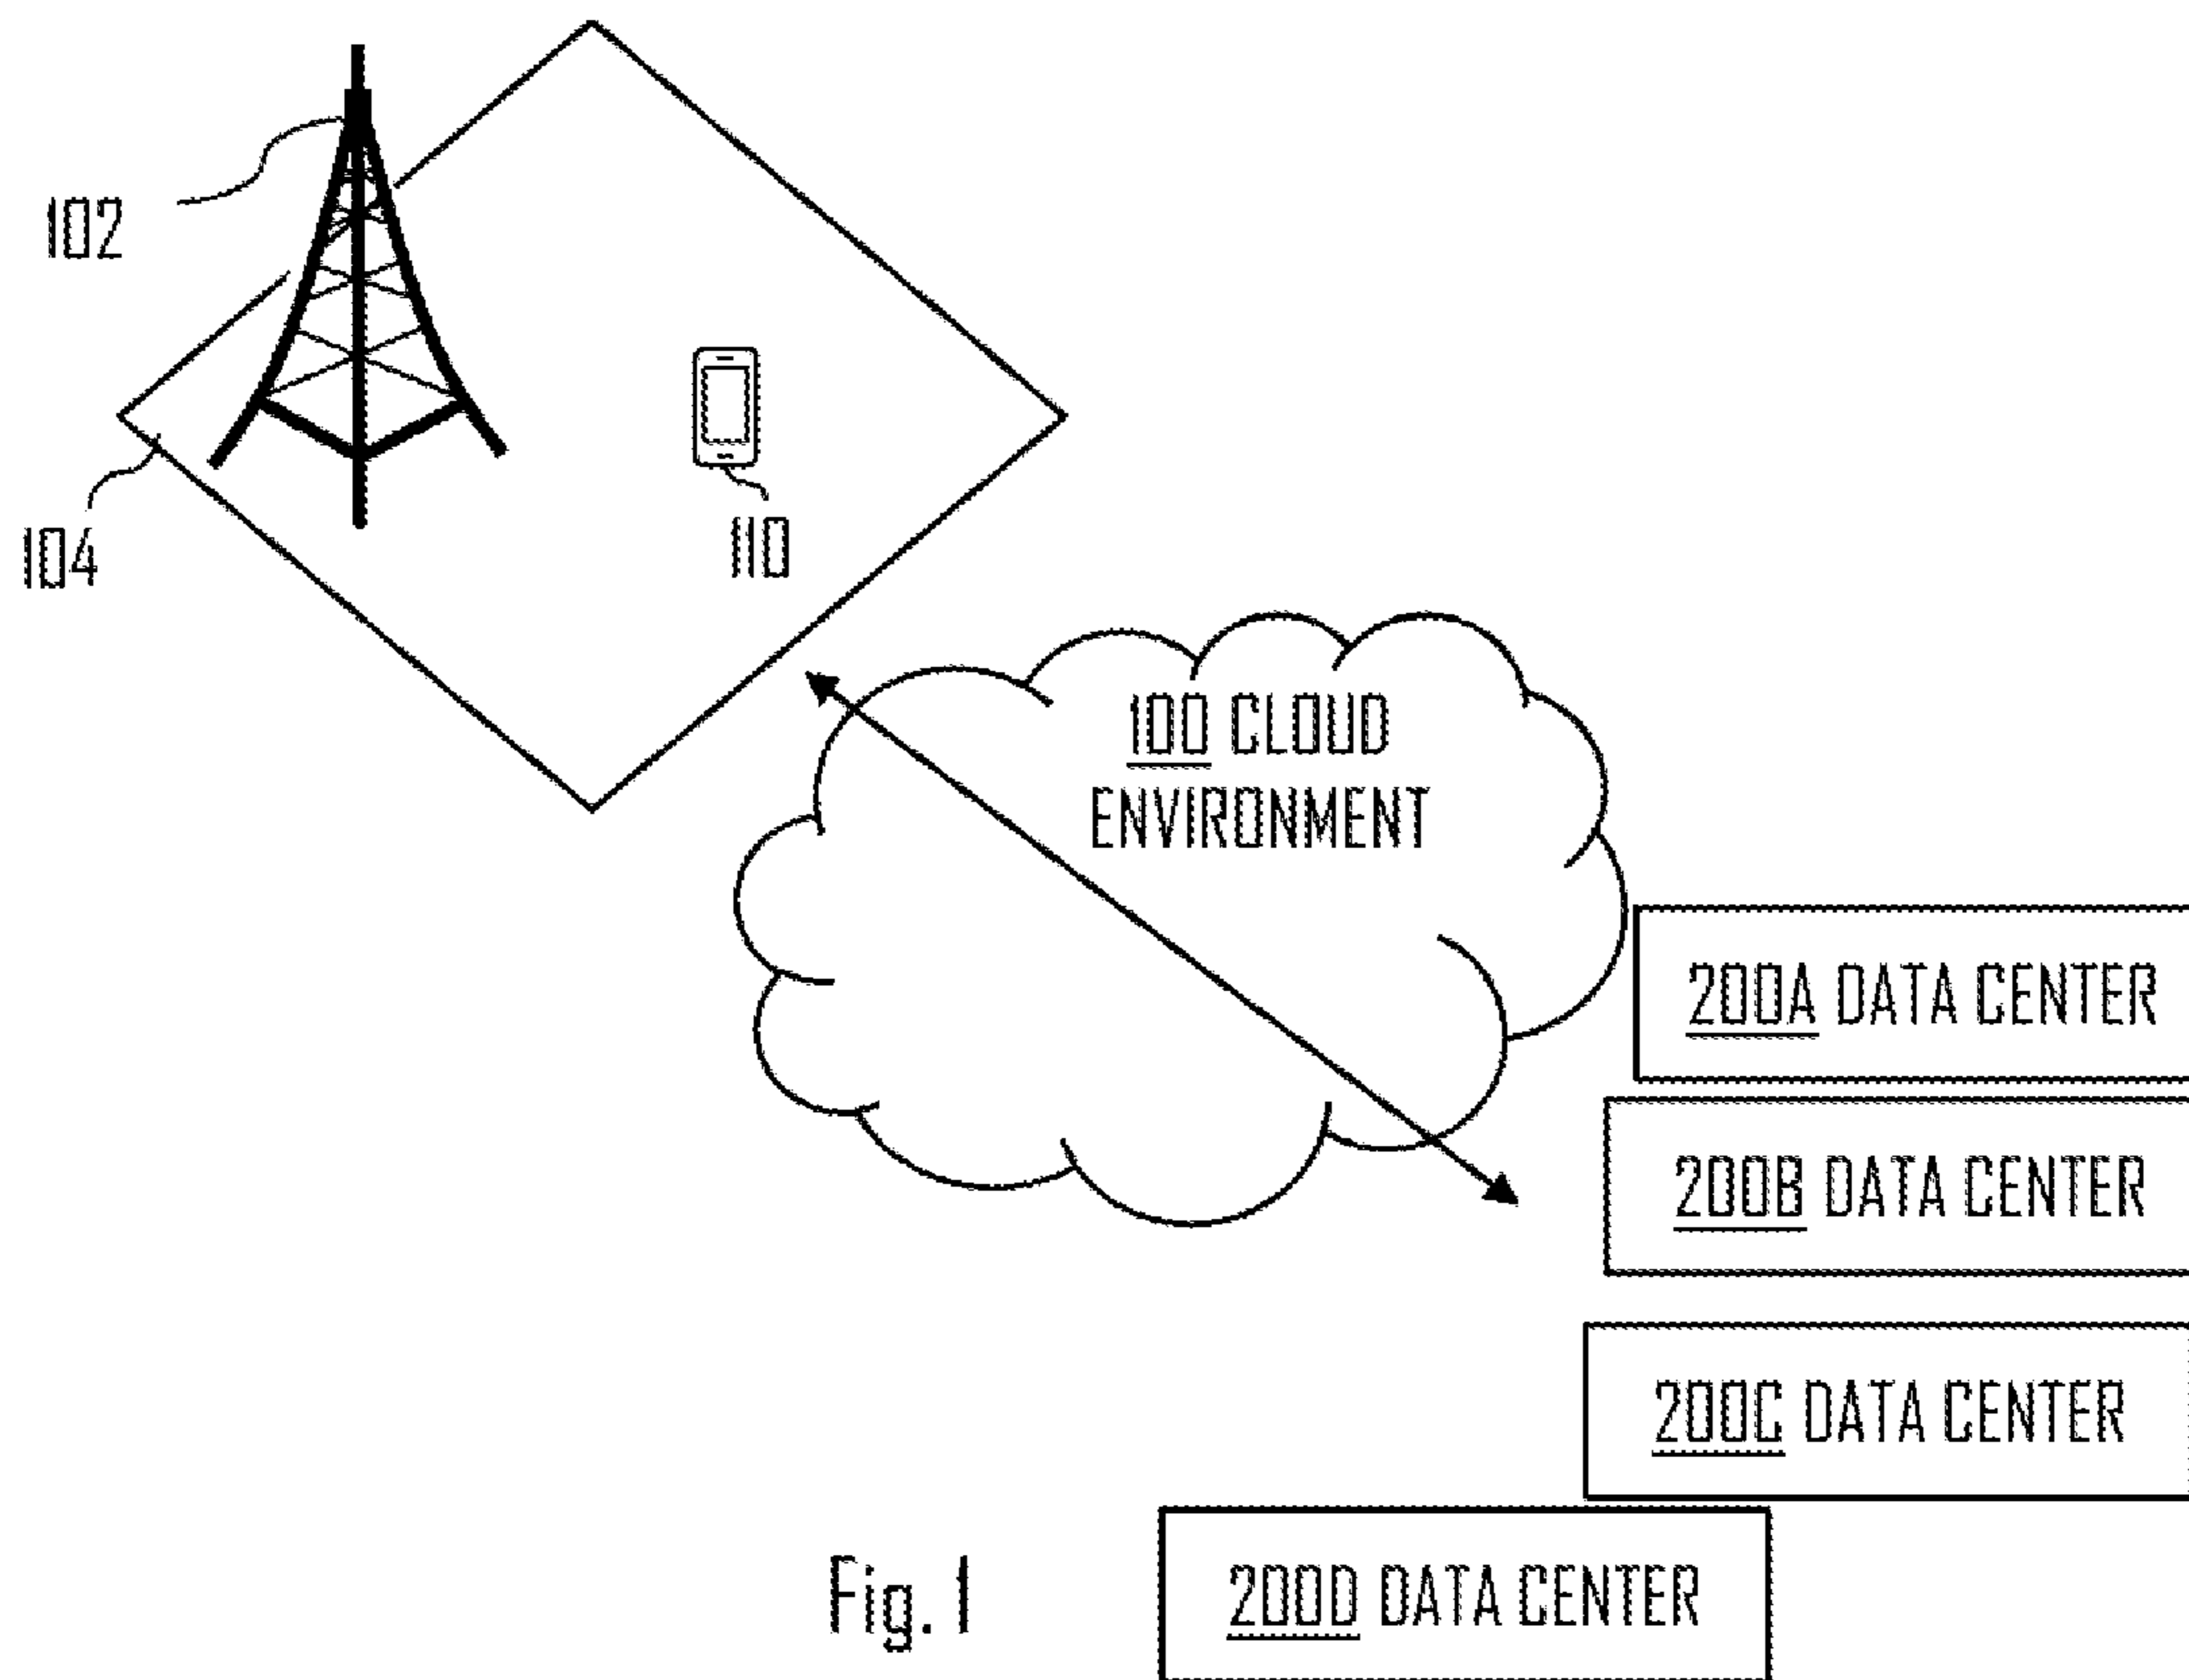 102
104
110
100 CLOUD
ENVIRONMENT
200A DATA CENTER
200B DATA CENTER
200C DATA CENTER
200D DATA CENTER
Fig. 1